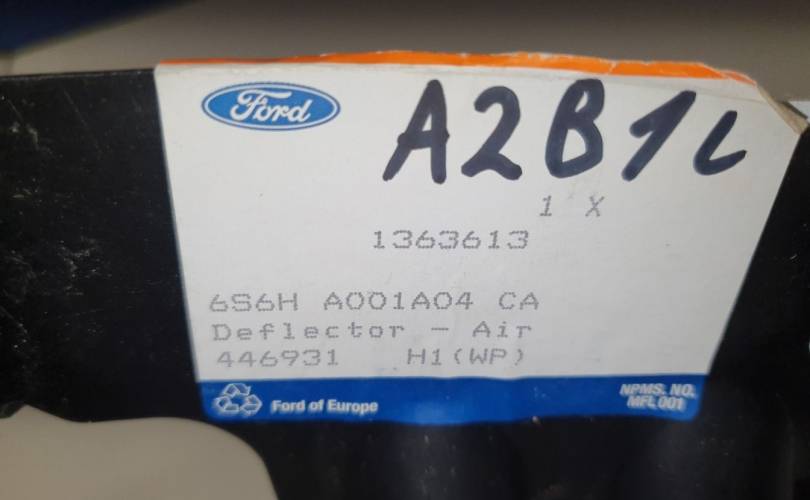 Ford
A2B1L
1 X
1363613
6S6H A001A04 CA
Deflector - Air
446931 H1(WP)
Ford of Europe
NPMS. NO.
MFL 001